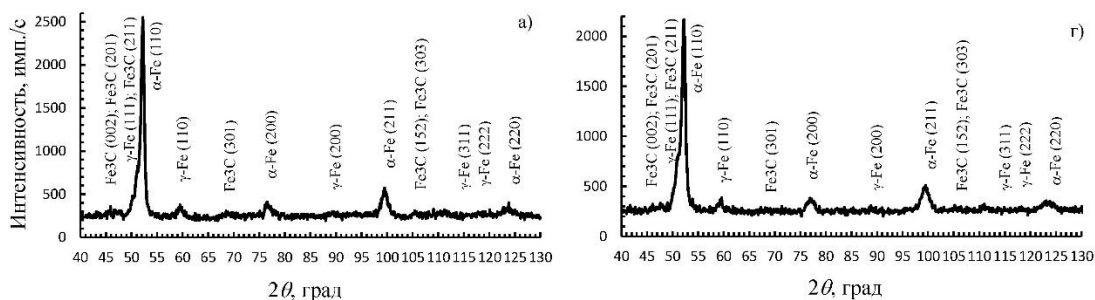 а)
Интенсивность, имп./с
2500
2000
1500
1000
500
0
Fe3C (002); Fe3C (201)
γ-Fe (111); Fe3C (211)
α-Fe (110)
γ-Fe (110)
Fe3C (301)
α-Fe (200)
γ-Fe (200)
α-Fe (211)
Fe3C (152); Fe3C (303)
γ-Fe (311)
γ-Fe (222)
α-Fe (220)
40 45 50 55 60 65 70 75 80 85 90 95 100 105 110 115 120 125 130
2θ, град
г)
2000
1500
1000
500
0
Fe3C (002); Fe3C (201)
γ-Fe (111); Fe3C (211)
α-Fe (110)
γ-Fe (110)
Fe3C (301)
α-Fe (200)
γ-Fe (200)
α-Fe (211)
Fe3C (152); Fe3C (303)
γ-Fe (311)
γ-Fe (222)
α-Fe (220)
40 45 50 55 60 65 70 75 80 85 90 95 100 105 110 115 120 125 130
2θ, град